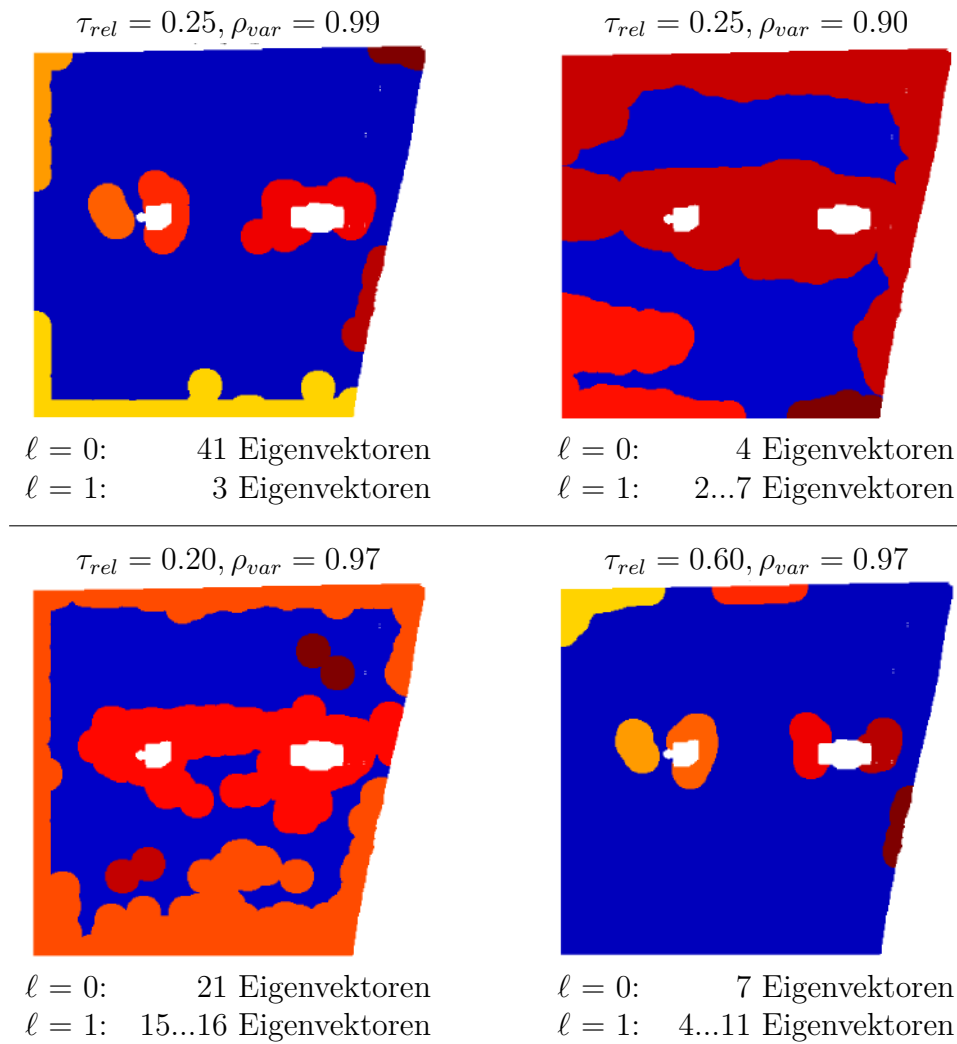 τ_rel = 0.25, ρ_var = 0.99
τ_rel = 0.25, ρ_var = 0.90
ℓ = 0: 41 Eigenvektoren
ℓ = 1: 3 Eigenvektoren
ℓ = 0: 4 Eigenvektoren
ℓ = 1: 2...7 Eigenvektoren
τ_rel = 0.20, ρ_var = 0.97
τ_rel = 0.60, ρ_var = 0.97
ℓ = 0: 21 Eigenvektoren
ℓ = 1: 15...16 Eigenvektoren
ℓ = 0: 7 Eigenvektoren
ℓ = 1: 4...11 Eigenvektoren